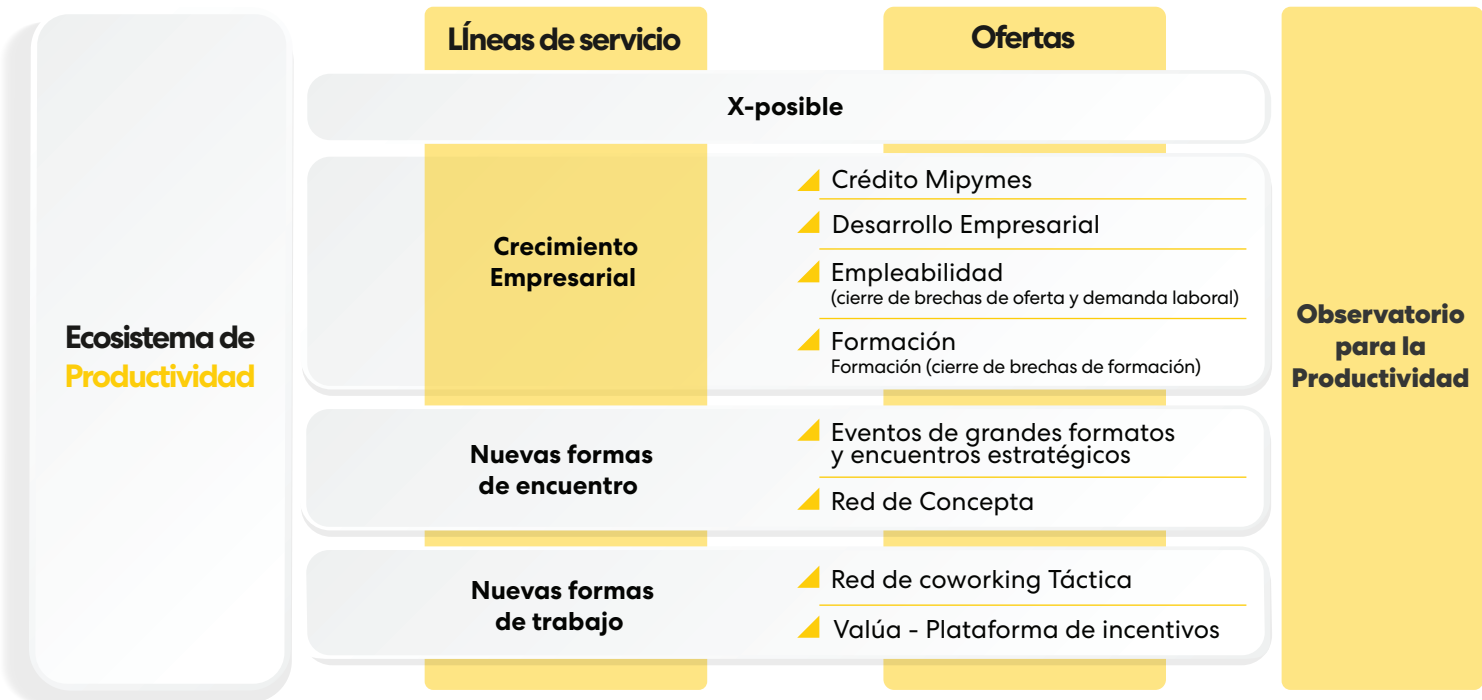 Ecosistema de
Productividad
Líneas de servicio
Ofertas
X-posible
Crecimiento
Empresarial
Crédito Mipymes
Desarrollo Empresarial
Empleabilidad
(cierre de brechas de oferta y demanda laboral)
Formación
Formación (cierre de brechas de formación)
Nuevas formas
de encuentro
Eventos de grandes formatos
y encuentros estratégicos
Red de Concepta
Nuevas formas
de trabajo
Red de coworking Táctica
Valúa - Plataforma de incentivos
Observatorio
para la
Productividad